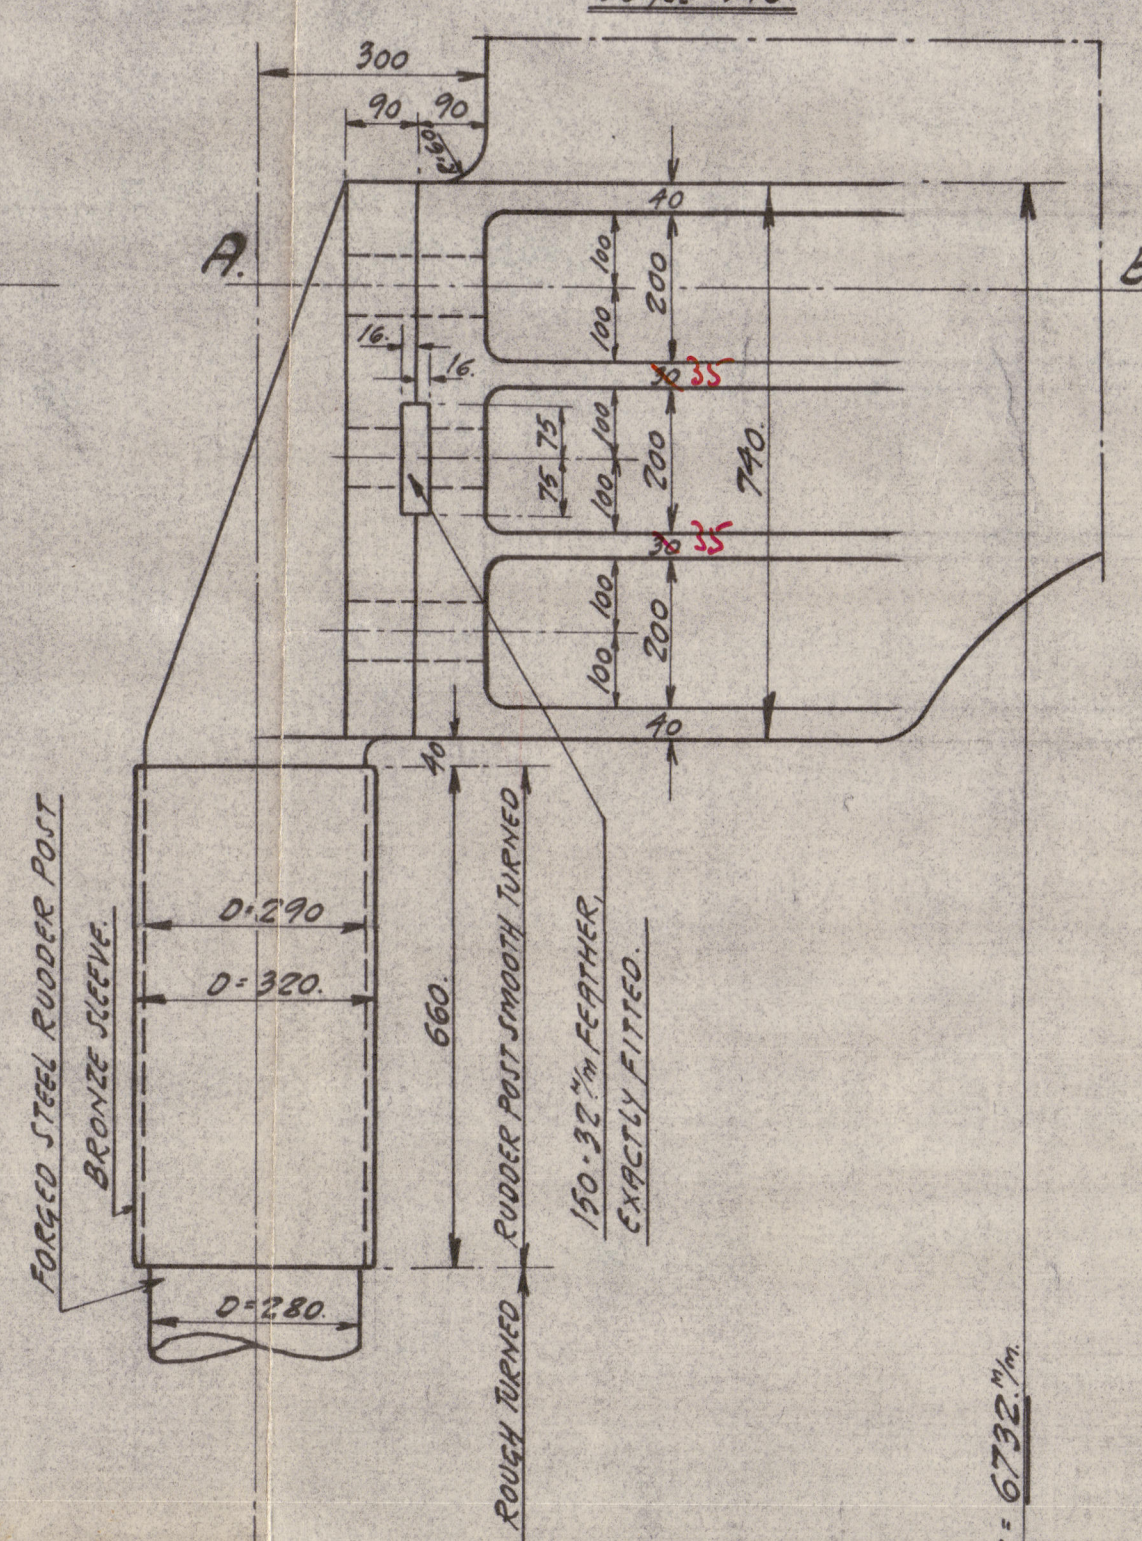 300
90 90
R=60
A.
40
100
200
100
16.
16.
30 35
75
100
200
740.
75
100
30 35
100
200
100
40
40
D=290
D=320.
660.
D=280.
FORGED STEEL RUDDER POST
BRONZE SLEEVE.
RUDDER POST SMOOTH TURNED
ROUGH TURNED
150×32 M/M FEATHER,
EXACTLY FITTED.
= 6732. M/M.